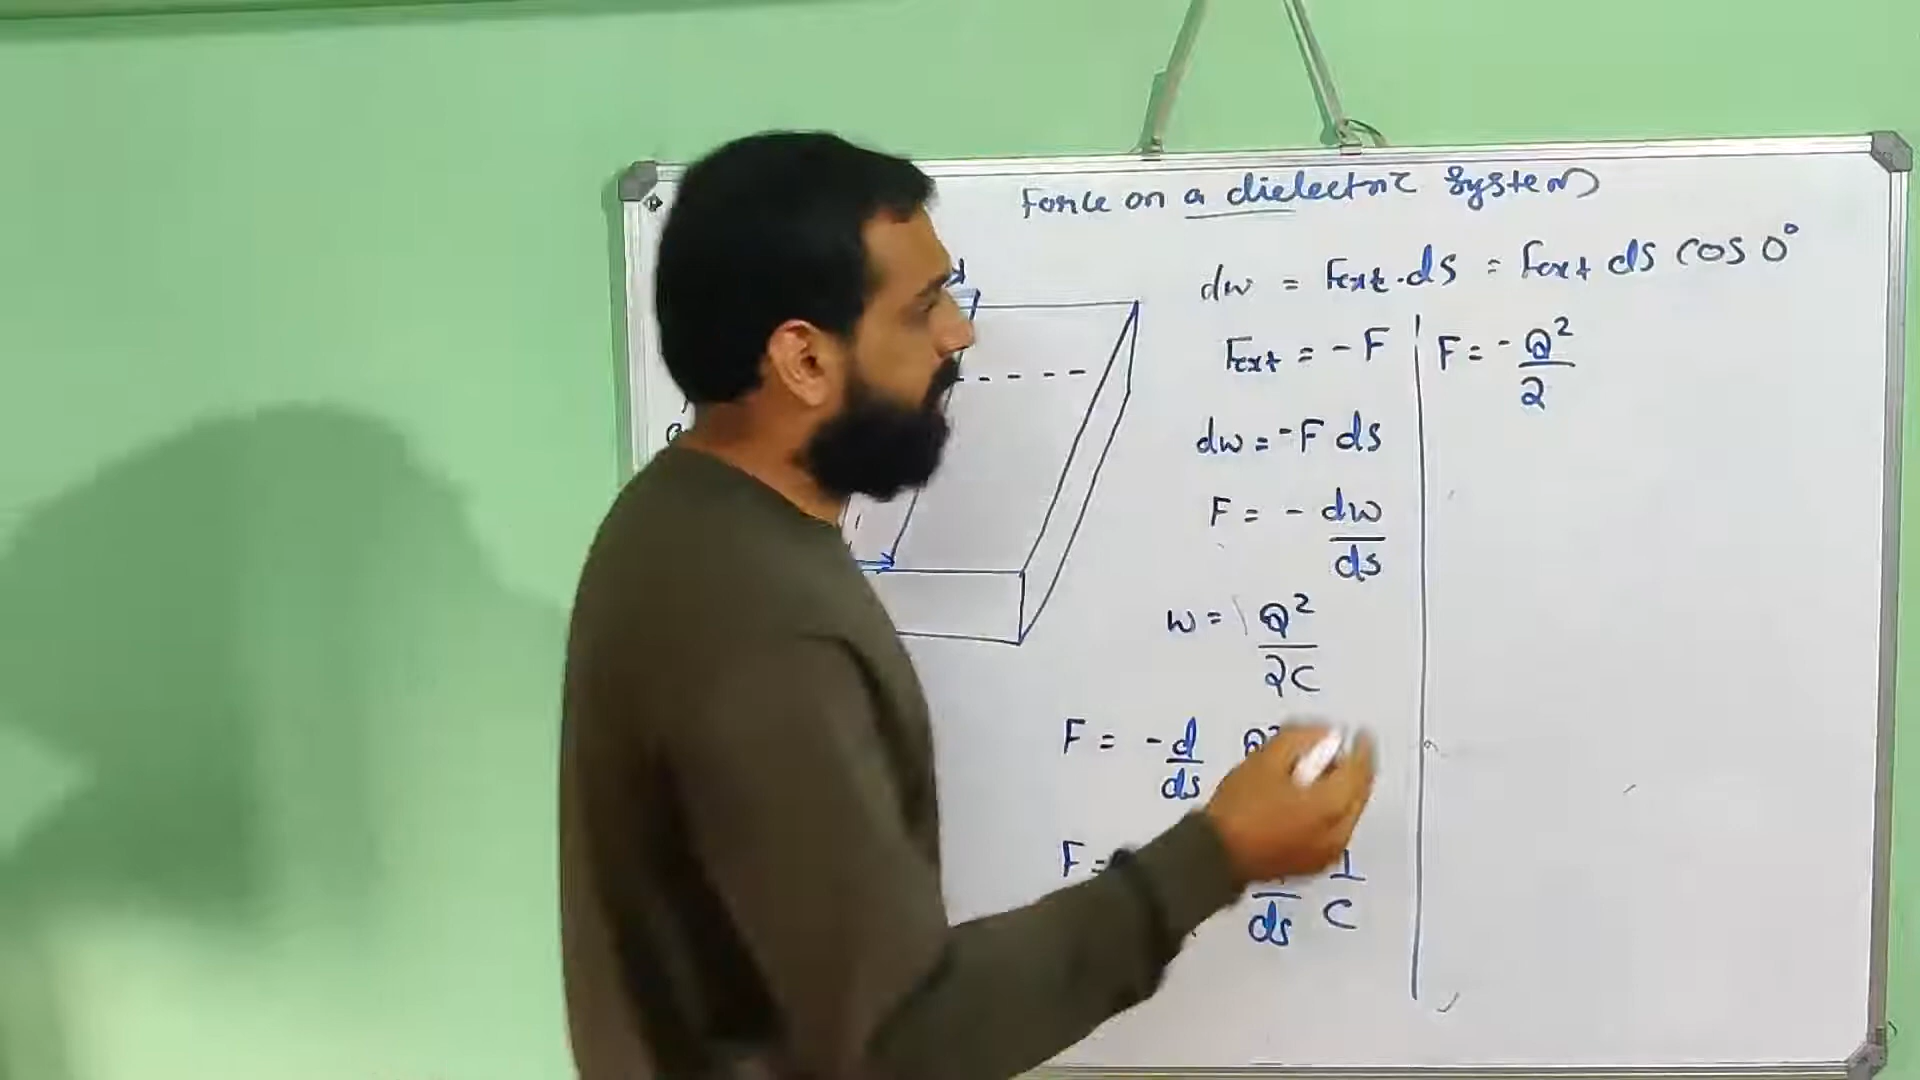 Force on a dielectric system
dw = Fext . ds = Fext ds cos 0°
Fext = - F
dw = - F ds
F = - dw / ds
w = Q² / 2C
F = - d / ds Q²
F =
ds 1 / C
F = - Q² / 2